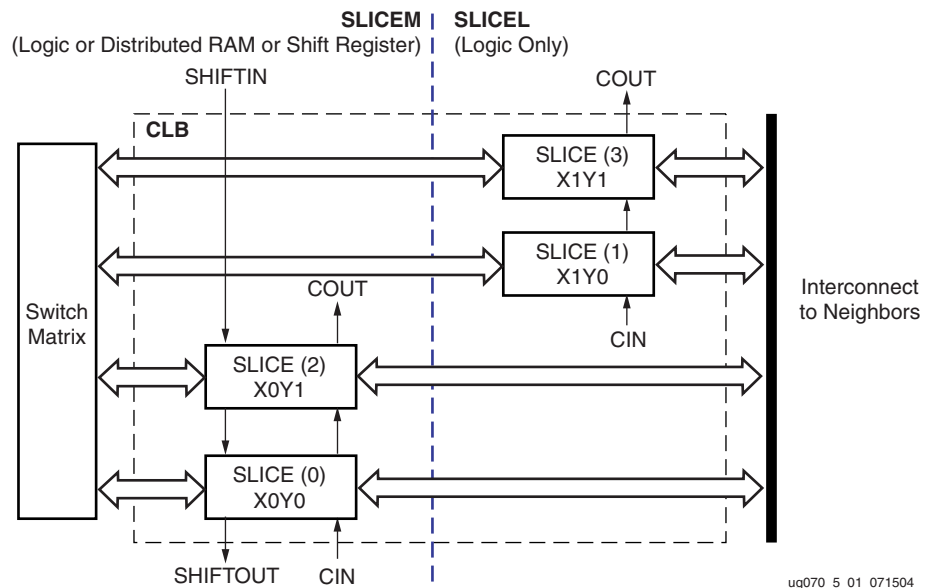 SLICEM
SLICEL
(Logic or Distributed RAM or Shift Register)
(Logic Only)
SHIFTIN
COUT
CLB
SLICE (3)
X1Y1
SLICE (1)
X1Y0
COUT
CIN
Switch
Matrix
Interconnect
to Neighbors
SLICE (2)
X0Y1
SLICE (0)
X0Y0
SHIFTOUT
CIN
ug070_5_01_071504